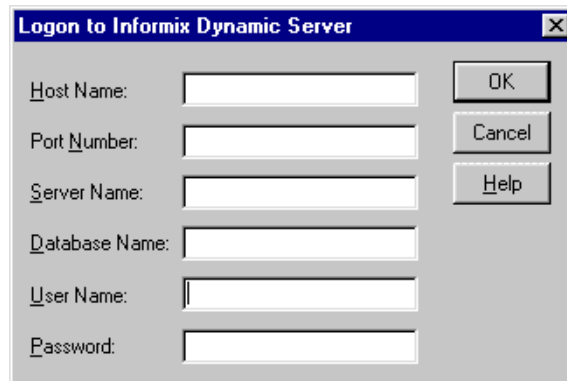 Logon to Informix Dynamic Server
Host Name:
OK
Port Number:
Cancel
Server Name:
Help
Database Name:
User Name:
Password: